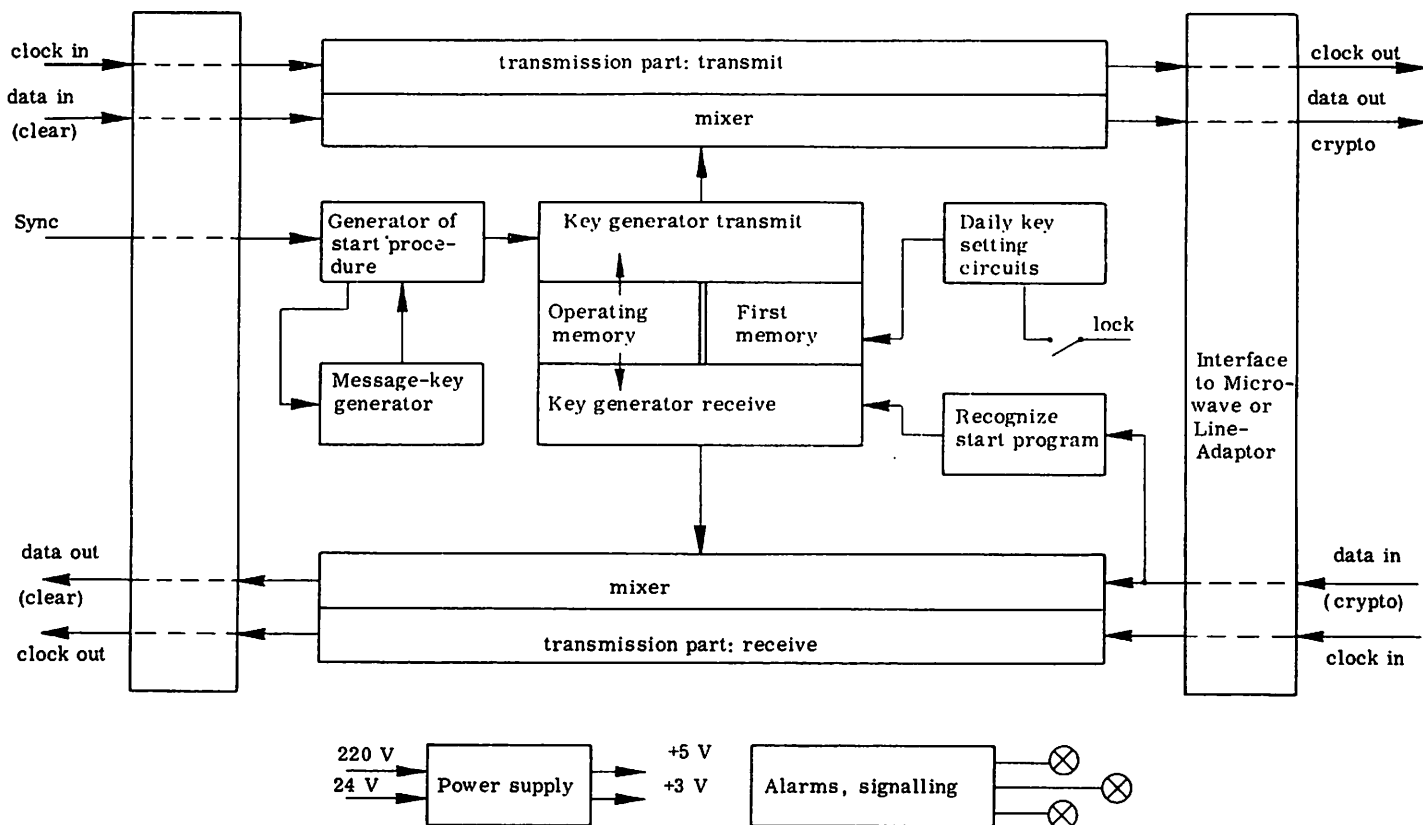 clock in
transmission part: transmit
clock out
data in
data out
(clear)
mixer
crypto
Sync
Generator of
start proce-
dure
Key generator transmit
Daily key
setting
circuits
Operating
memory
First
memory
lock
Message-key
generator
Key generator receive
Recognize
start program
Interface
to Micro-
wave or
Line-
Adaptor
data out
data in
(clear)
mixer
(crypto)
clock out
transmission part: receive
clock in
220 V
24 V
Power supply
+5 V
+3 V
Alarms, signalling